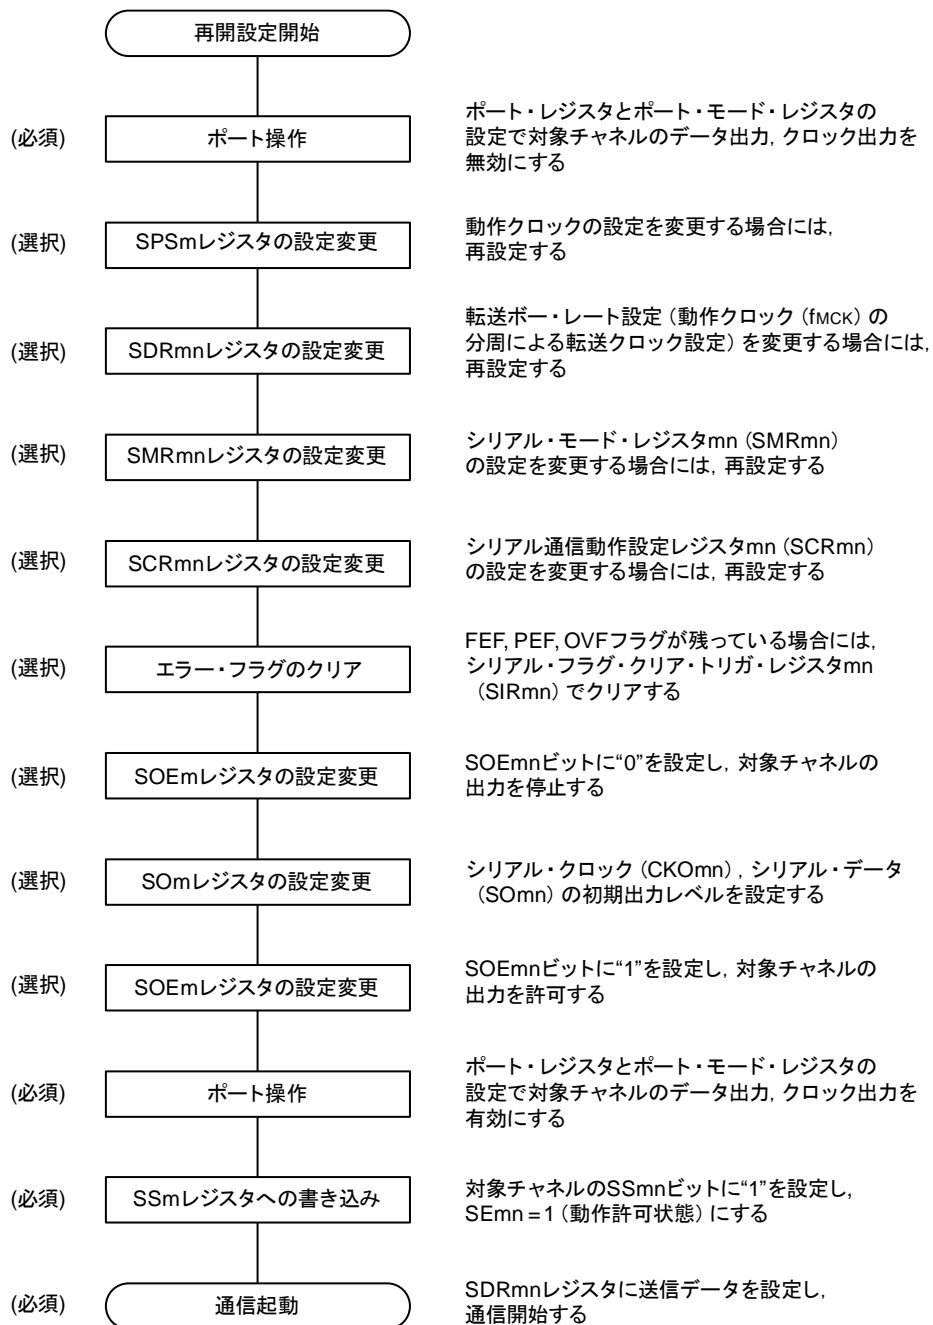 再開設定開始
(必須)
ポート操作
ポート・レジスタとポート・モード・レジスタの
設定で対象チャネルのデータ出力, クロック出力を
無効にする
(選択)
SPSmレジスタの設定変更
動作クロックの設定を変更する場合には,
再設定する
(選択)
SDRmnレジスタの設定変更
転送ボー・レート設定（動作クロック（fMCK）の
分周による転送クロック設定）を変更する場合には,
再設定する
(選択)
SMRmnレジスタの設定変更
シリアル・モード・レジスタmn（SMRmn）
の設定を変更する場合には, 再設定する
(選択)
SCRmnレジスタの設定変更
シリアル通信動作設定レジスタmn（SCRmn）
の設定を変更する場合には, 再設定する
(選択)
エラー・フラグのクリア
FEF, PEF, OVFフラグが残っている場合には,
シリアル・フラグ・クリア・トリガ・レジスタmn
（SIRmn）でクリアする
(選択)
SOEmレジスタの設定変更
SOEmnビットに“0”を設定し, 対象チャネルの
出力を停止する
(選択)
SOmレジスタの設定変更
シリアル・クロック（CKOmn）, シリアル・データ
（SOmn）の初期出力レベルを設定する
(選択)
SOEmレジスタの設定変更
SOEmnビットに“1”を設定し, 対象チャネルの
出力を許可する
(必須)
ポート操作
ポート・レジスタとポート・モード・レジスタの
設定で対象チャネルのデータ出力, クロック出力を
有効にする
(必須)
SSmレジスタへの書き込み
対象チャネルのSSmnビットに“1”を設定し,
SEmn = 1（動作許可状態）にする
(必須)
通信起動
SDRmnレジスタに送信データを設定し,
通信開始する